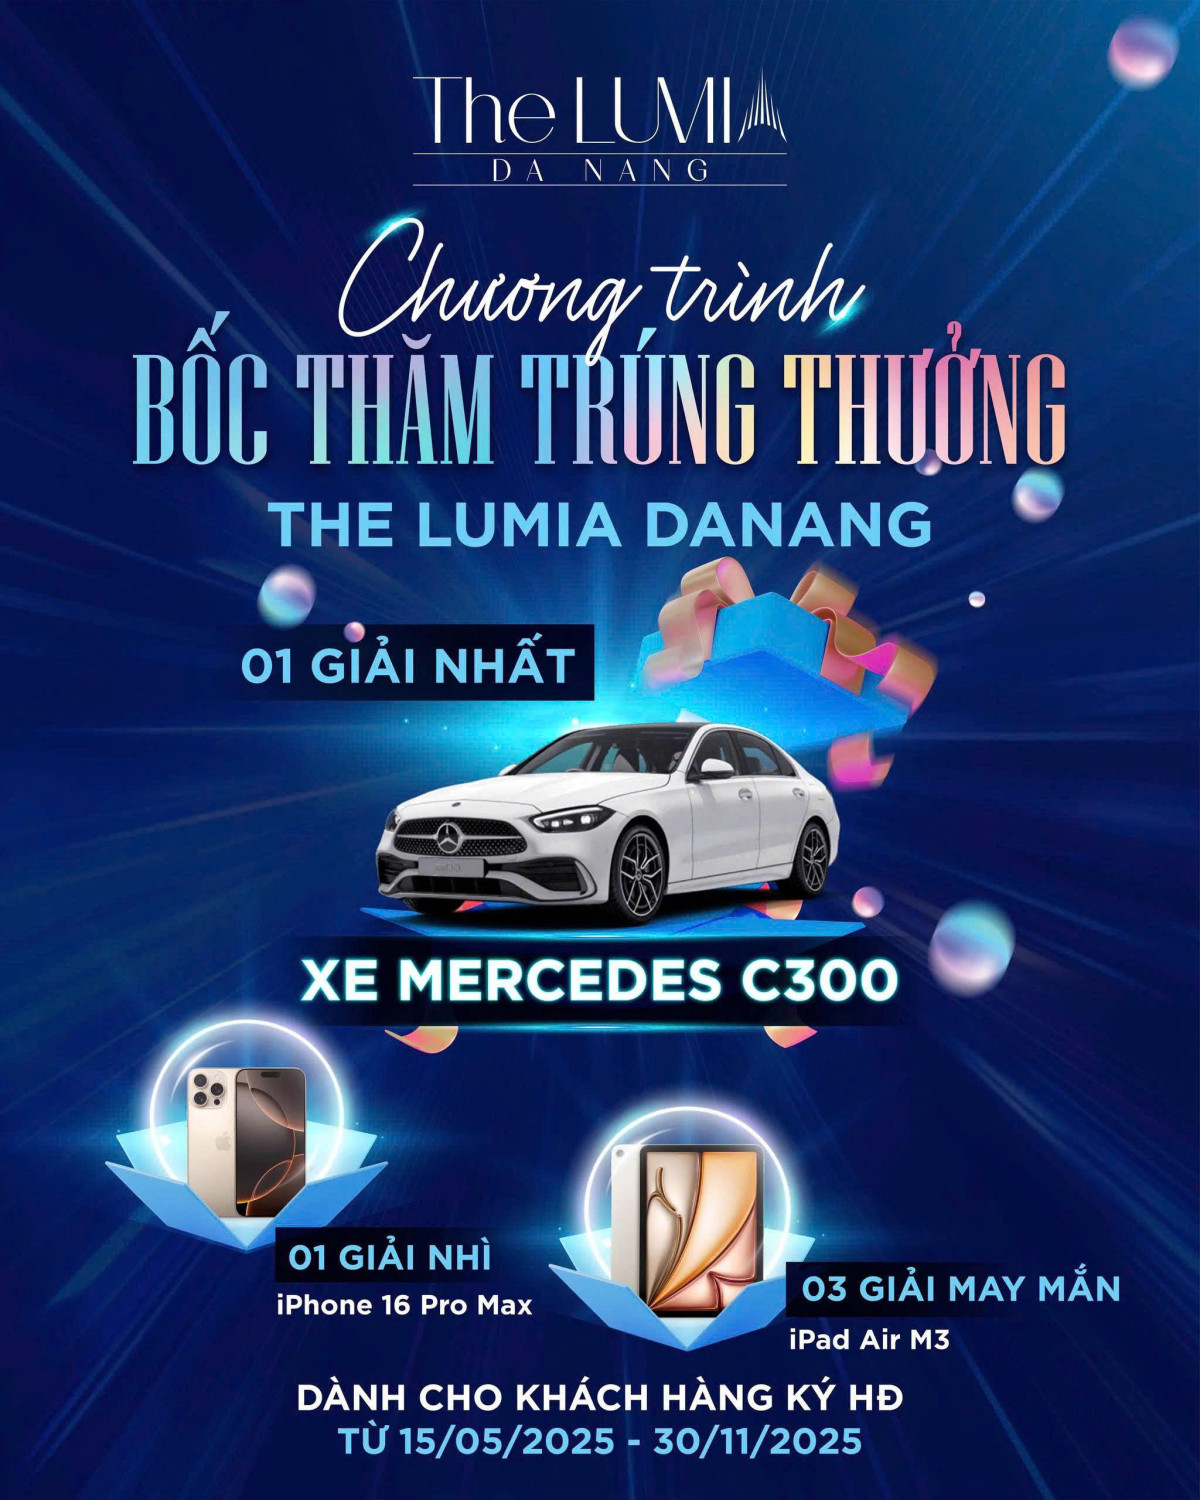 The LUMIA
DA NANG
Chương trình
BỐC THĂM TRÚNG THƯỞNG
THE LUMIA DANANG
01 GIẢI NHẤT
XE MERCEDES C300
01 GIẢI NHÌ
iPhone 16 Pro Max
03 GIẢI MAY MẮN
iPad Air M3
DÀNH CHO KHÁCH HÀNG KÝ HĐ
TỪ 15/05/2025 - 30/11/2025